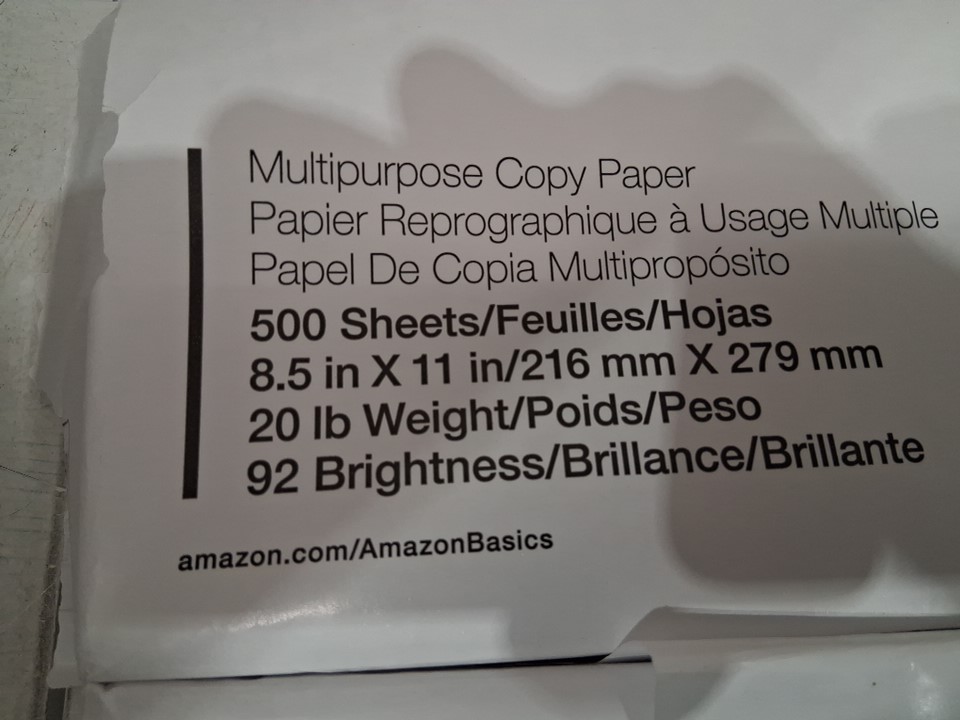 Multipurpose Copy Paper
Papier Reprographique à Usage Multiple
Papel De Copia Multipropósito
500 Sheets/Feuilles/Hojas
8.5 in X 11 in/216 mm X 279 mm
20 lb Weight/Poids/Peso
92 Brightness/Brillance/Brillante
amazon.com/AmazonBasics